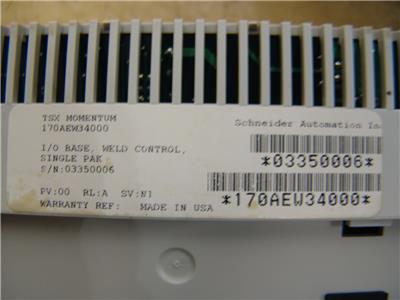 TSX MOMENTUM
170AEW34000
Schneider Automation
I/O BASE, WELD CONTROL,
SINGLE PAK
S/N:03350006
*03350006*
PV:00 RL:A SV:N1
WARRANTY REF: MADE IN USA
*170AEW34000*